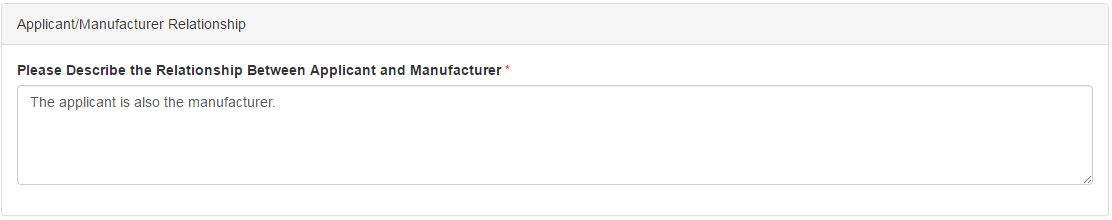 Applicant/Manufacturer Relationship
Please Describe the Relationship Between Applicant and Manufacturer *
The applicant is also the manufacturer.